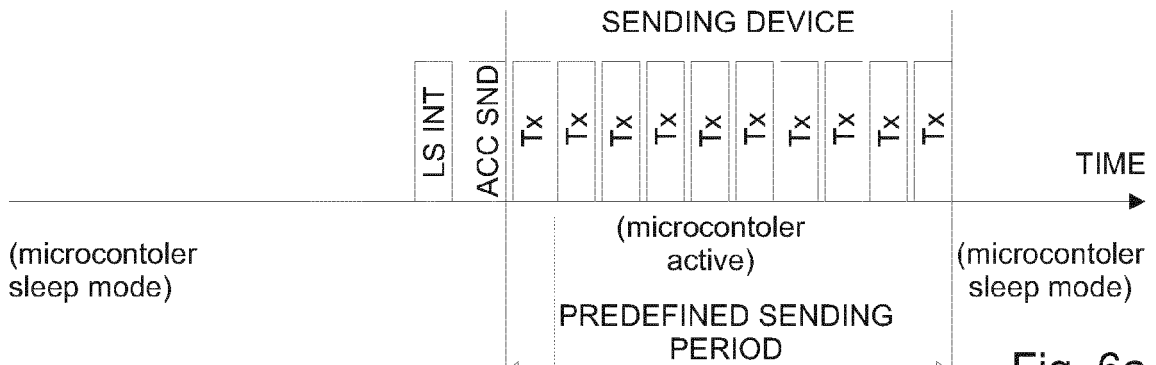 SENDING DEVICE
LS INT
ACC SND
Tx
Tx
Tx
Tx
Tx
Tx
Tx
Tx
Tx
Tx
TIME
(microcontoler
sleep mode)
(microcontoler
active)
(microcontoler
sleep mode)
PREDEFINED SENDING
PERIOD